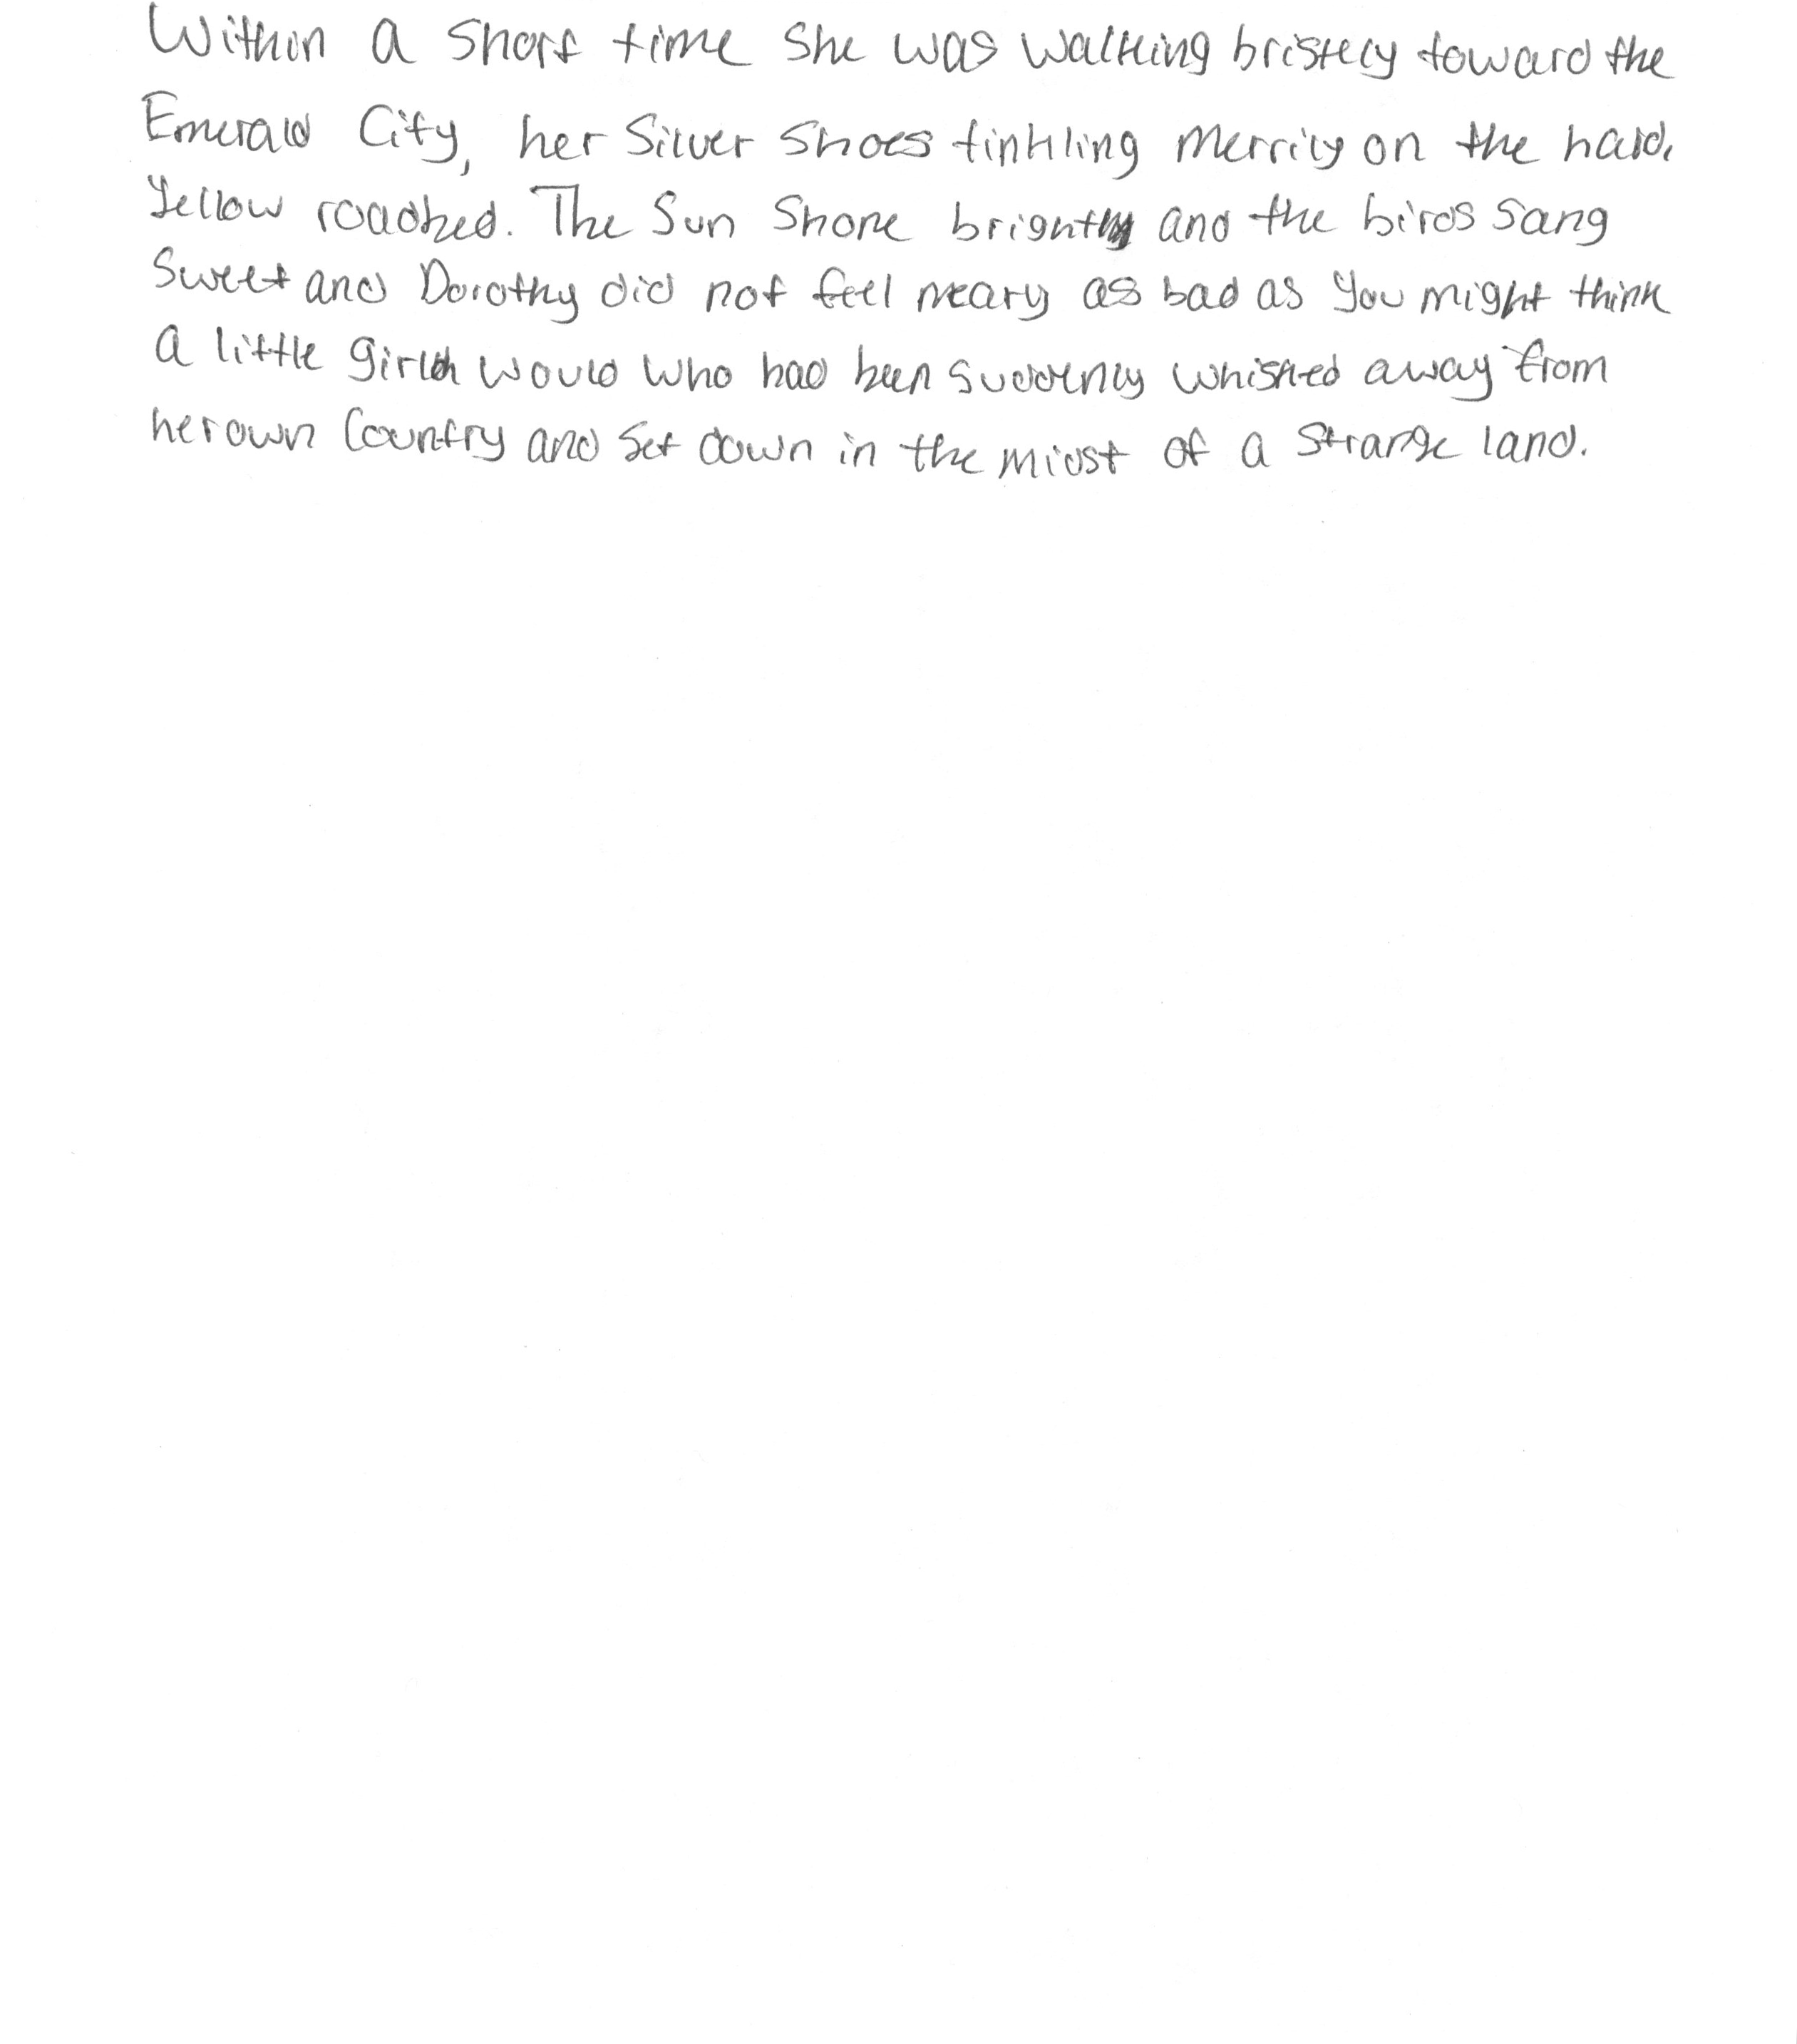 Within a short time she was walking briskly toward the
Emerald City, her Silver Shoes tinkling merrily on the hard,
yellow roadbed. The sun shone brightly and the birds sang
sweet and Dorothy did not feel neary as bad as you might think
a little girl would who had been suddenly whisked away from
her own country and set down in the midst of a strange land.